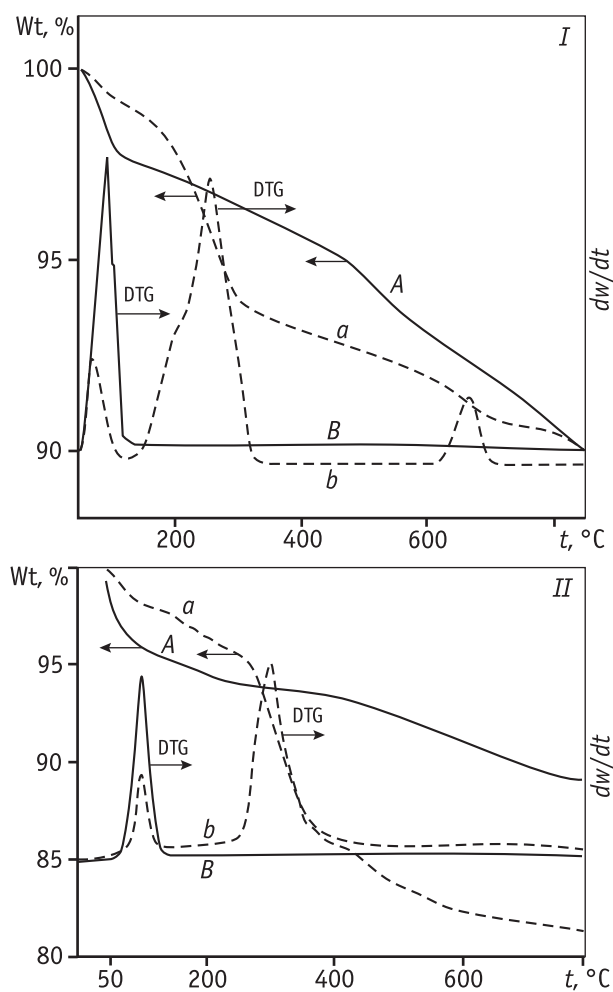 Wt, %
I
100
DTG
95
A
DTG
a
dw/dt
B
90
b
200
400
600
t, °C
Wt, %
II
a
A
95
DTG
DTG
90
dw/dt
b
85
B
80
50
200
400
600
t, °C